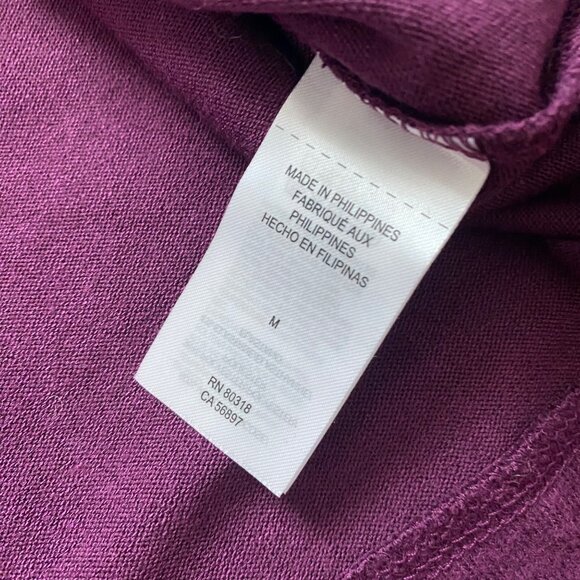 MADE IN PHILIPPINES
FABRIQUÉ AUX
PHILIPPINES
HECHO EN FILIPINAS
M
RN 80318
CA 56897